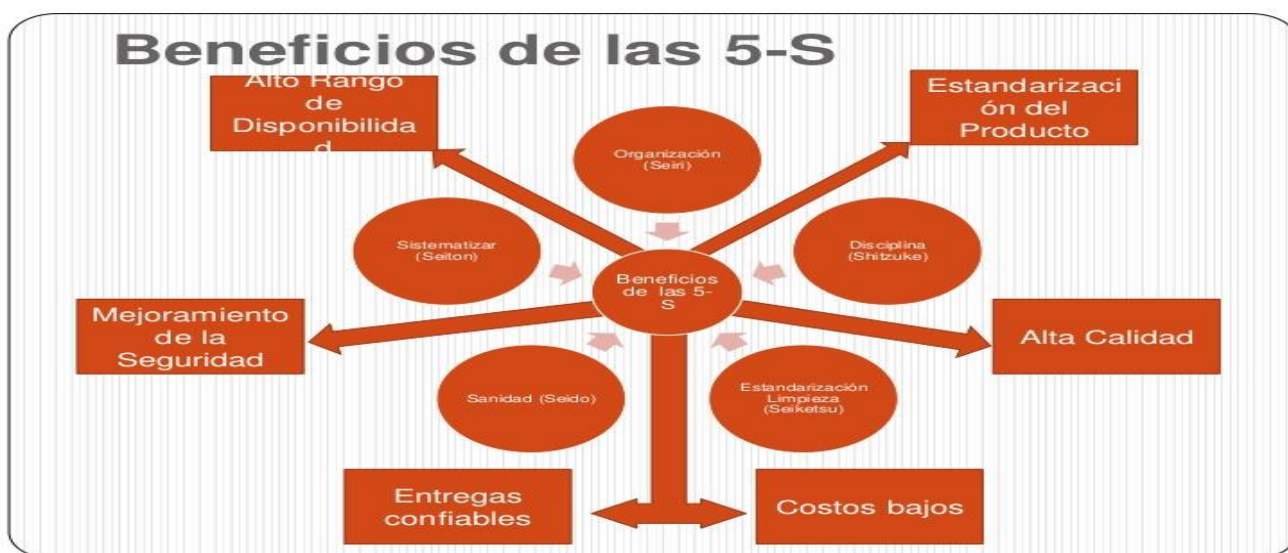 Beneficios de las 5-S
Alto Rango
de
Disponibilida
d
Estandarizaci
ón del
Producto
Organización
(Seiri)
Sistematizar
(Seiton)
Disciplina
(Shitzuke)
Beneficios
de las 5-
S
Mejoramiento
de la
Seguridad
Alta Calidad
Sanidad (Seido)
Estandarización
Limpieza
(Seiketsu)
Entregas
confiables
Costos bajos